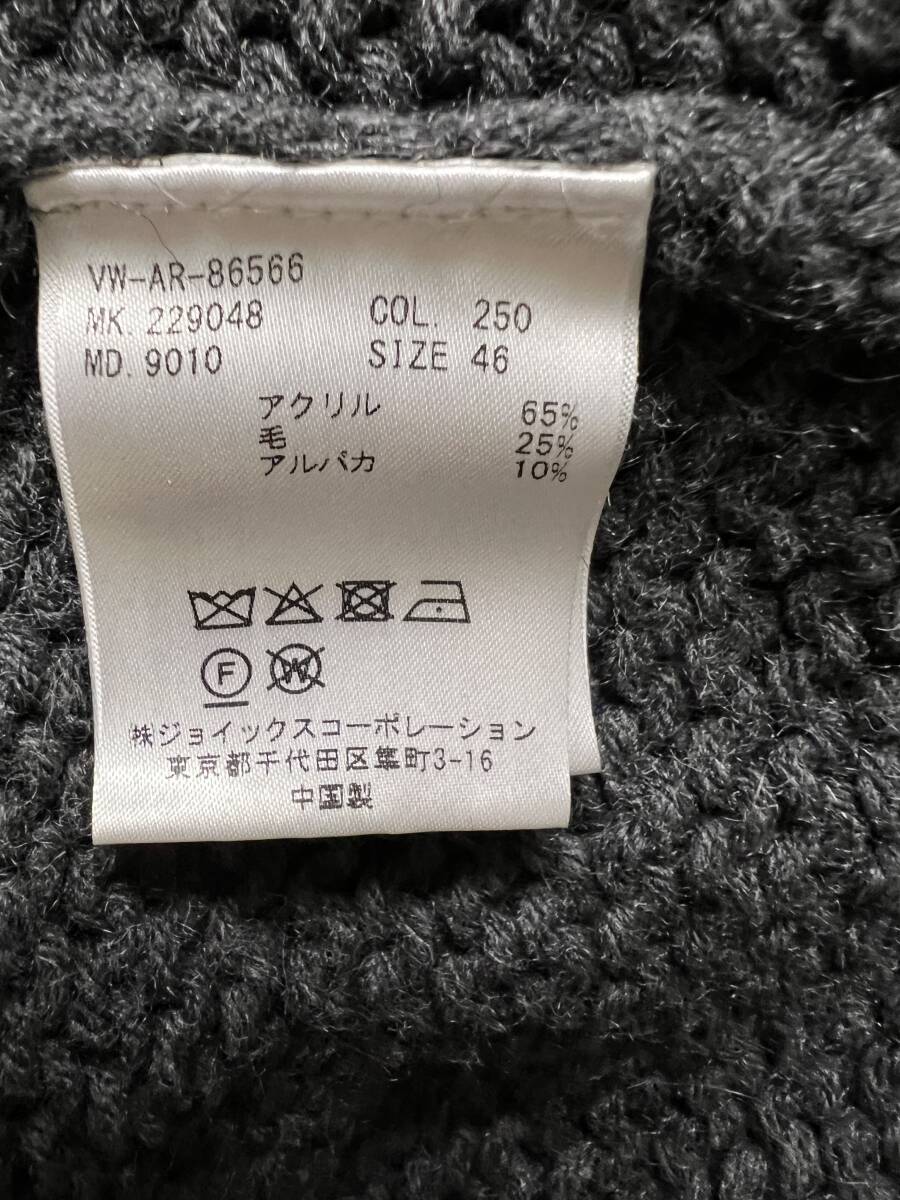 VW-AR-86566
MK. 229048 COL. 250
MD. 9010 SIZE 46
アクリル 65%
毛 25%
アルパカ 10%
F W
㈱ジョイックスコーポレーション
東京都千代田区隼町3-16
中国製